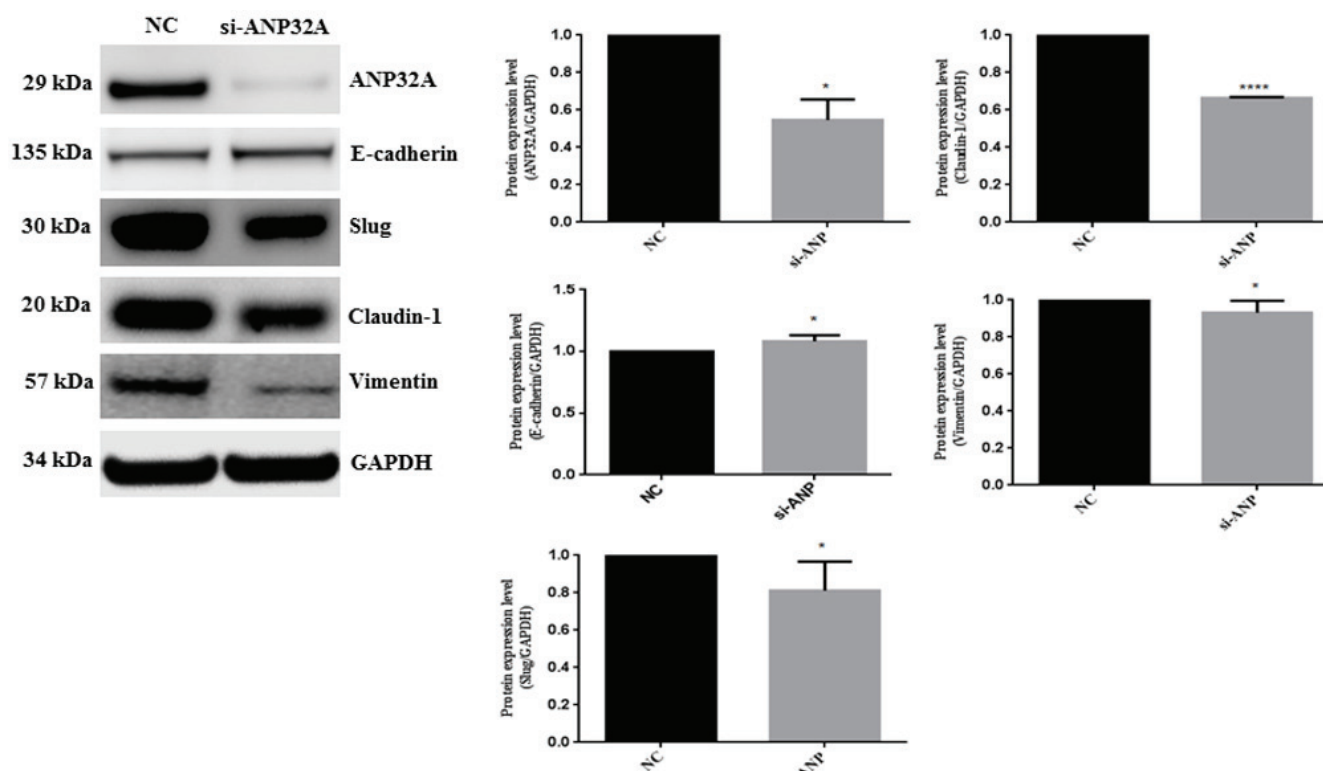 NC si-ANP32A
29 kDa ANP32A
135 kDa E-cadherin
30 kDa Slug
20 kDa Claudin-1
57 kDa Vimentin
34 kDa GAPDH
Protein expression level
(ANP32A/GAPDH)
1.0
0.8
0.6
0.4
0.2
0.0
*
NC si-ANP
Protein expression level
(Claudin-1/GAPDH)
1.0
0.8
0.6
0.4
0.2
0.0
****
NC si-ANP
Protein expression level
(E-cadherin/GAPDH)
1.5
1.0
0.5
0.0
*
NC si-ANP
Protein expression level
(Vimentin/GAPDH)
1.0
0.8
0.6
0.4
0.2
0.0
*
NC si-ANP
Protein expression level
(Slug/GAPDH)
1.0
0.8
0.6
0.4
0.2
0.0
*
NC ANP